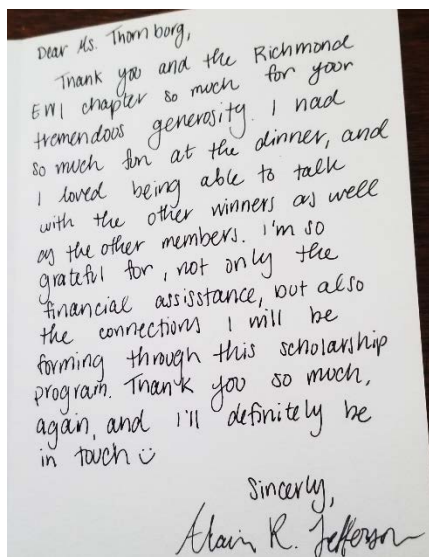 Dear Ms. Thornborg,
Thank you and the Richmond
EWI chapter so much for your
tremendous generosity. I had
so much fun at the dinner, and
I loved being able to talk
with the other winners as well
as the other members. I'm so
grateful for, not only the
financial assisstance, but also
the connections I will be
forming through this scholarship
program. Thank you so much,
again, and I'll definitely be
in touch ☺
Sincerly,
R. Jefferson